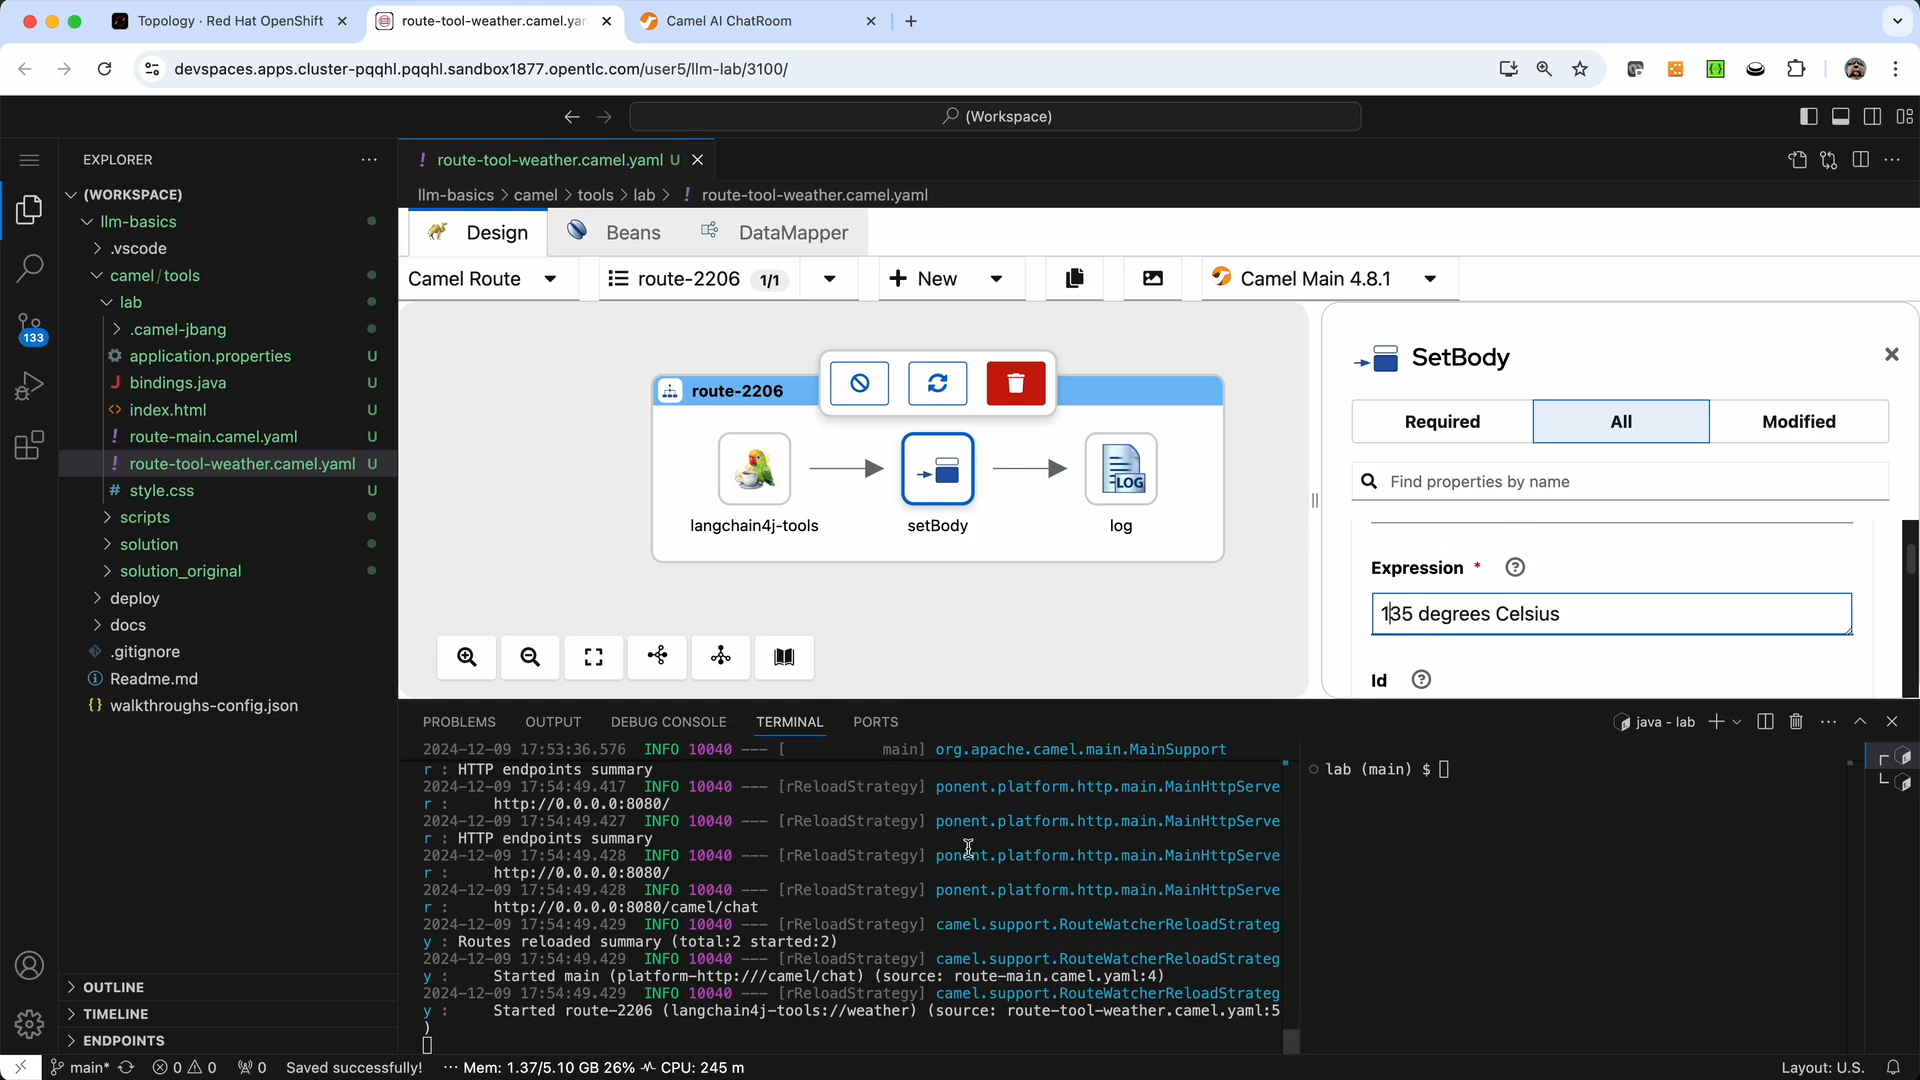 Topology · Red Hat OpenShift
route-tool-weather.camel.yam
Camel AI ChatRoom
devspaces.apps.cluster-pqqhl.pqqhl.sandbox1877.opentlc.com/user5/llm-lab/3100/
(Workspace)
EXPLORER
(WORKSPACE)
llm-basics
.vscode
camel/tools
lab
.camel-jbang
application.properties U
bindings.java U
index.html U
route-main.camel.yaml U
route-tool-weather.camel.yaml U
style.css U
scripts
solution
solution_original
deploy
docs
.gitignore
Readme.md
walkthroughs-config.json
OUTLINE
TIMELINE
ENDPOINTS
133
route-tool-weather.camel.yaml U
llm-basics > camel > tools > lab > ! route-tool-weather.camel.yaml
Design
Beans
DataMapper
Camel Route
route-2206 1/1
New
Camel Main 4.8.1
route-2206
LOG
langchain4j-tools
setBody
log
SetBody
Required
All
Modified
Find properties by name
Expression *
135 degrees Celsius
Id
PROBLEMS
OUTPUT
DEBUG CONSOLE
TERMINAL
PORTS
java - lab
2024-12-09 17:53:36.576 INFO 10040 --- [ main] org.apache.camel.main.MainSupport
r : HTTP endpoints summary
2024-12-09 17:54:49.417 INFO 10040 --- [rReloadStrategy] ponent.platform.http.main.MainHttpServe
r : http://0.0.0.0:8080/
2024-12-09 17:54:49.427 INFO 10040 --- [rReloadStrategy] ponent.platform.http.main.MainHttpServe
r : HTTP endpoints summary
2024-12-09 17:54:49.428 INFO 10040 --- [rReloadStrategy] ponent.platform.http.main.MainHttpServe
r : http://0.0.0.0:8080/
2024-12-09 17:54:49.428 INFO 10040 --- [rReloadStrategy] ponent.platform.http.main.MainHttpServe
r : http://0.0.0.0:8080/camel/chat
2024-12-09 17:54:49.429 INFO 10040 --- [rReloadStrategy] camel.support.RouteWatcherReloadStrateg
y : Routes reloaded summary (total:2 started:2)
2024-12-09 17:54:49.429 INFO 10040 --- [rReloadStrategy] camel.support.RouteWatcherReloadStrateg
y : Started main (platform-http:///camel/chat) (source: route-main.camel.yaml:4)
2024-12-09 17:54:49.429 INFO 10040 --- [rReloadStrategy] camel.support.RouteWatcherReloadStrateg
y : Started route-2206 (langchain4j-tools://weather) (source: route-tool-weather.camel.yaml:5
)
lab (main) $
main*
0
0
0
Saved successfully!
Mem: 1.37/5.10 GB 26%
CPU: 245 m
Layout: U.S.